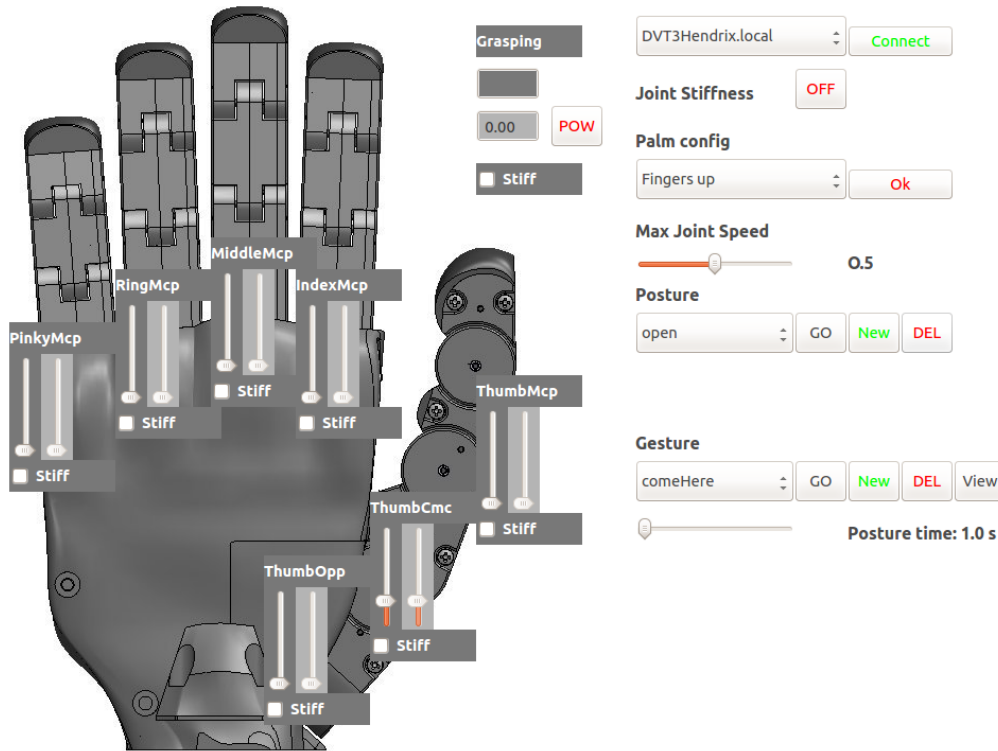 Grasping
0.00
POW
Stiff
MiddleMcp
RingMcp
IndexMcp
PinkyMcp
Stiff
Stiff
Stiff
Stiff
ThumbMcp
Stiff
ThumbCmc
Stiff
ThumbOpp
Stiff
DVT3Hendrix.local
Connect
Joint Stiffness
OFF
Palm config
Fingers up
Ok
Max Joint Speed
0.5
Posture
open
GO
New
DEL
Gesture
comeHere
GO
New
DEL
View
Posture time: 1.0 s